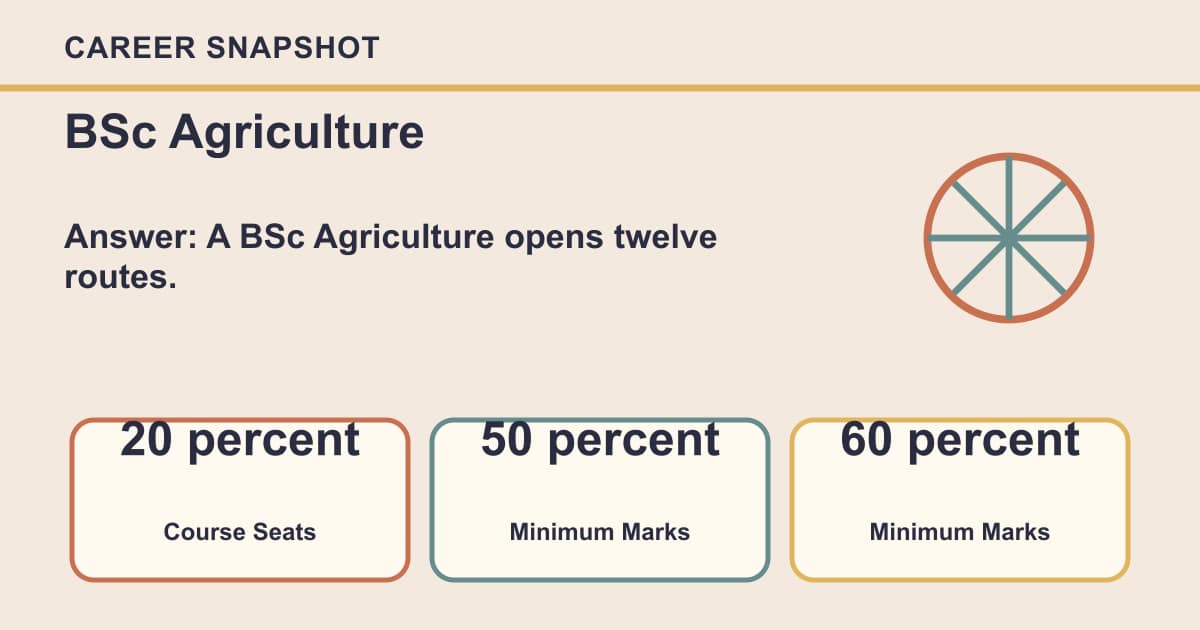 CAREER SNAPSHOT
BSc Agriculture
Answer: A BSc Agriculture opens twelve
routes.
20 percent
Course Seats
50 percent
Minimum Marks
60 percent
Minimum Marks